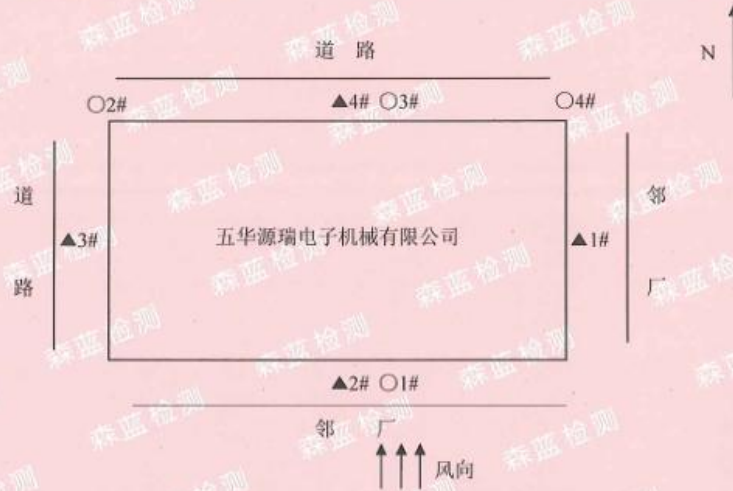 道 路
N
○2# ▲4# ○3# ○4#
道 路
▲3#
五华源瑞电子机械有限公司
▲1#
邻 厂
▲2# ○1#
邻 厂
风向
森蓝检测